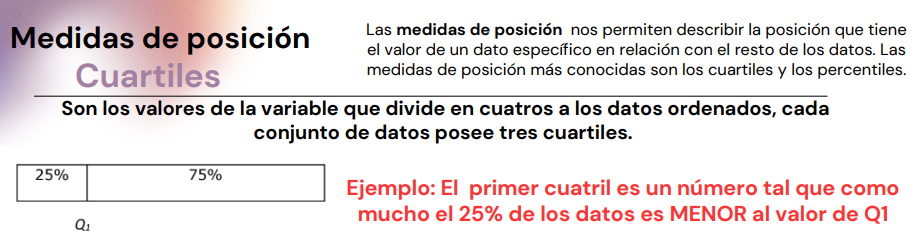 Medidas de posición
Cuartiles
Las medidas de posición nos permiten describir la posición que tiene
el valor de un dato específico en relación con el resto de los datos. Las
medidas de posición más conocidas son los cuartiles y los percentiles.
Son los valores de la variable que divide en cuatros a los datos ordenados, cada
conjunto de datos posee tres cuartiles.
25% 75%
Q₁
Ejemplo: El primer cuatril es un número tal que como
mucho el 25% de los datos es MENOR al valor de Q1